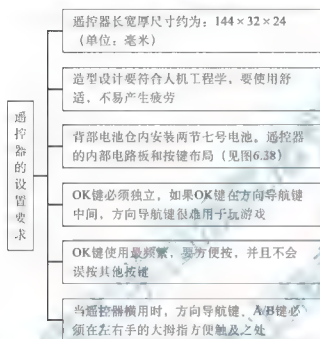 遥控器的设置要求
遥控器长宽厚尺寸约为：144×32×24
（单位：毫米）
造型设计要符合人机工程学，要使用舒
适，不易产生疲劳
背部电池仓内安装两节七号电池，遥控器
的内部电路板和按键布局（见图6.38）
OK键必须独立，如果OK键在方向导航键
中间，方向导航键很难用于玩游戏
OK键使用最频繁，要方便按，并且不会
误按其他按键
当遥控器横用时，方向导航键，A/B键必
须在左右手的大拇指方便触及之处